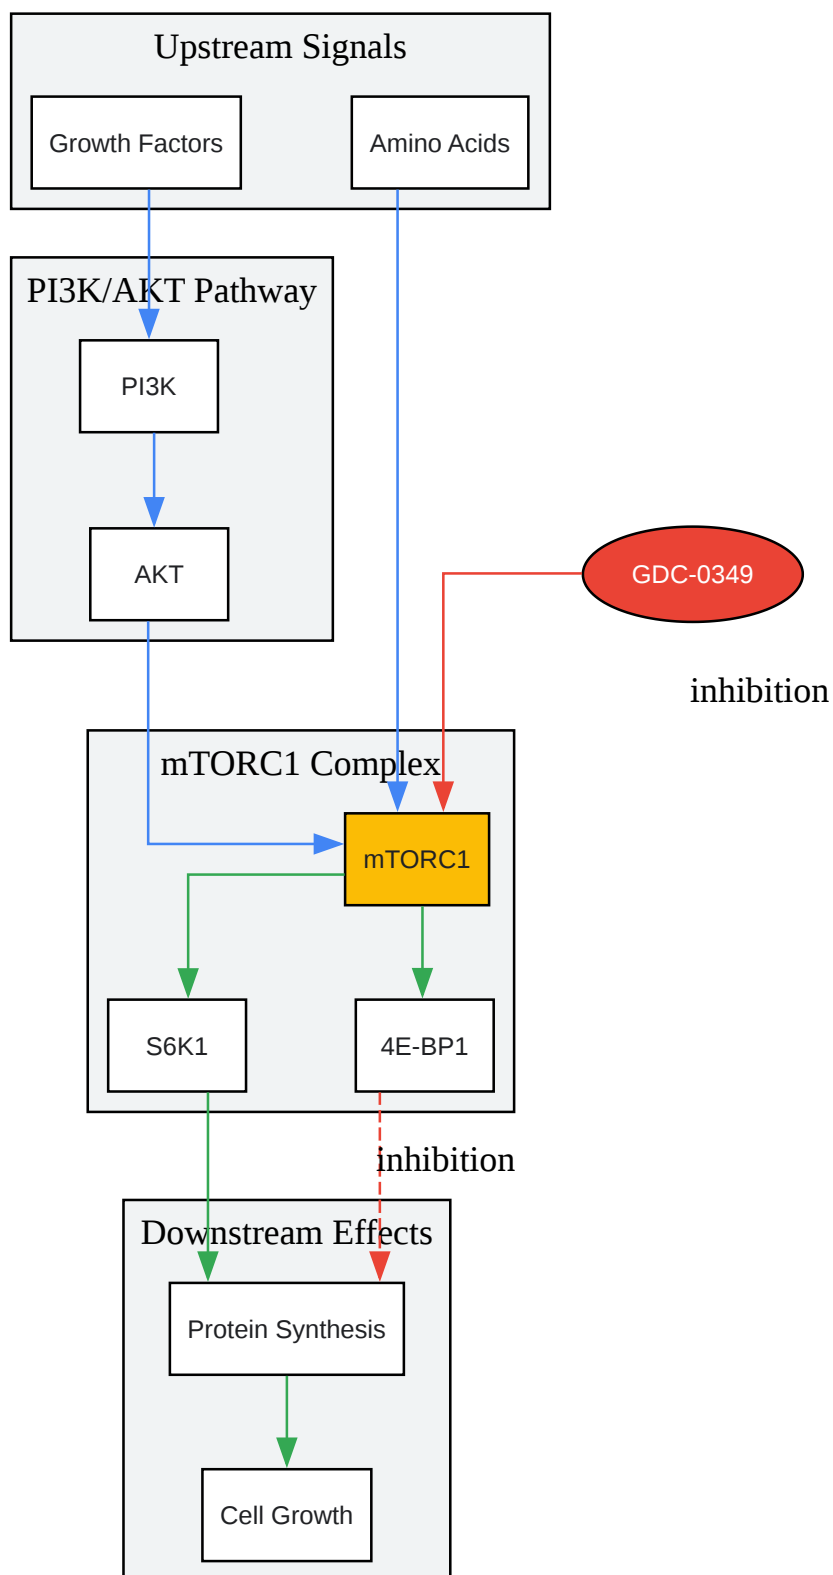 Upstream Signals
Growth Factors
Amino Acids
PI3K/AKT Pathway
PI3K
AKT
GDC-0349
inhibition
mTORC1 Complex
mTORC1
S6K1
4E-BP1
inhibition
Downstream Effects
Protein Synthesis
Cell Growth